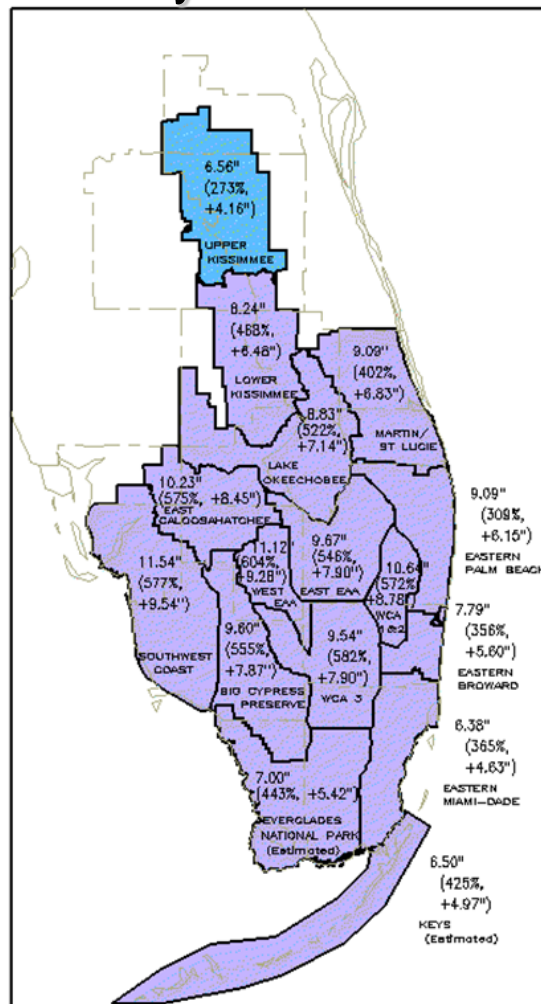 6.56"
(273%,
+4.16")
UPPER
KISSIMMEE
8.24"
(468%,
+6.48")
LOWER
KISSIMMEE
9.09"
(402%,
+6.83")
MARTIN/
ST LUCIE
8.83"
(522%,
+7.14")
LAKE
OKEECHOBEE
10.23"
(575%, +8.45")
EAST
CALOOSAHATCHEE
9.09"
(309%,
+6.15")
EASTERN
PALM BEACH
11.54"
(577%,
+9.54")
SOUTHWEST
COAST
11.12"
(604%,
+9.28")
WEST
EAA
9.67"
(546%,
+7.90")
EAST EAA
10.64"
(572%,
+8.78")
WCA
1&2
9.60"
(555%,
+7.87")
BIG CYPRESS
PRESERVE
9.54"
(582%,
+7.90")
WCA 3
7.79"
(356%,
+5.60")
EASTERN
BROWARD
6.38"
(365%,
+4.63")
EASTERN
MIAMI-DADE
7.00"
(443%, +5.42")
EVERGLADES
NATIONAL PARK
(Estimated)
6.50"
(425%,
+4.97")
KEYS
(Estimated)